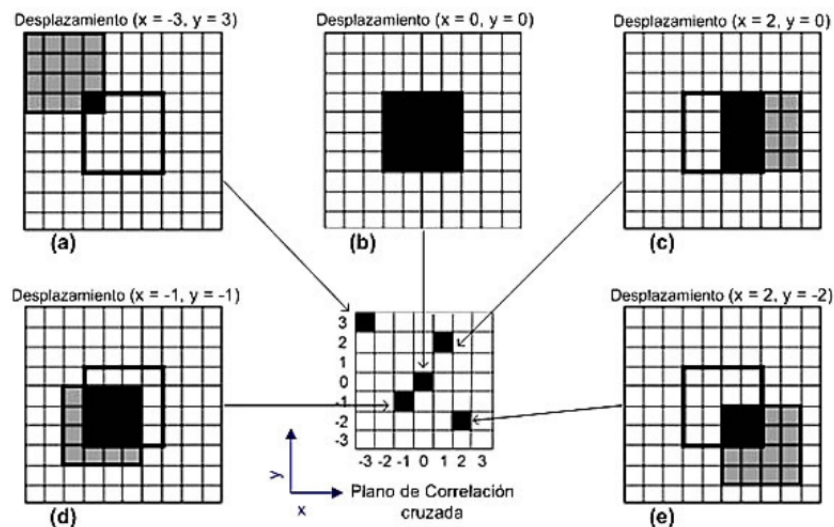 Desplazamiento (x = -3, y = 3)
Desplazamiento (x = 0, y = 0)
Desplazamiento (x = 2, y = 0)
(a)
(b)
(c)
Desplazamiento (x = -1, y = -1)
Desplazamiento (x = 2, y = -2)
3
2
1
0
-1
-2
-3
-3 -2 -1 0 1 2 3
y
x
Plano de Correlación
cruzada
(d)
(e)